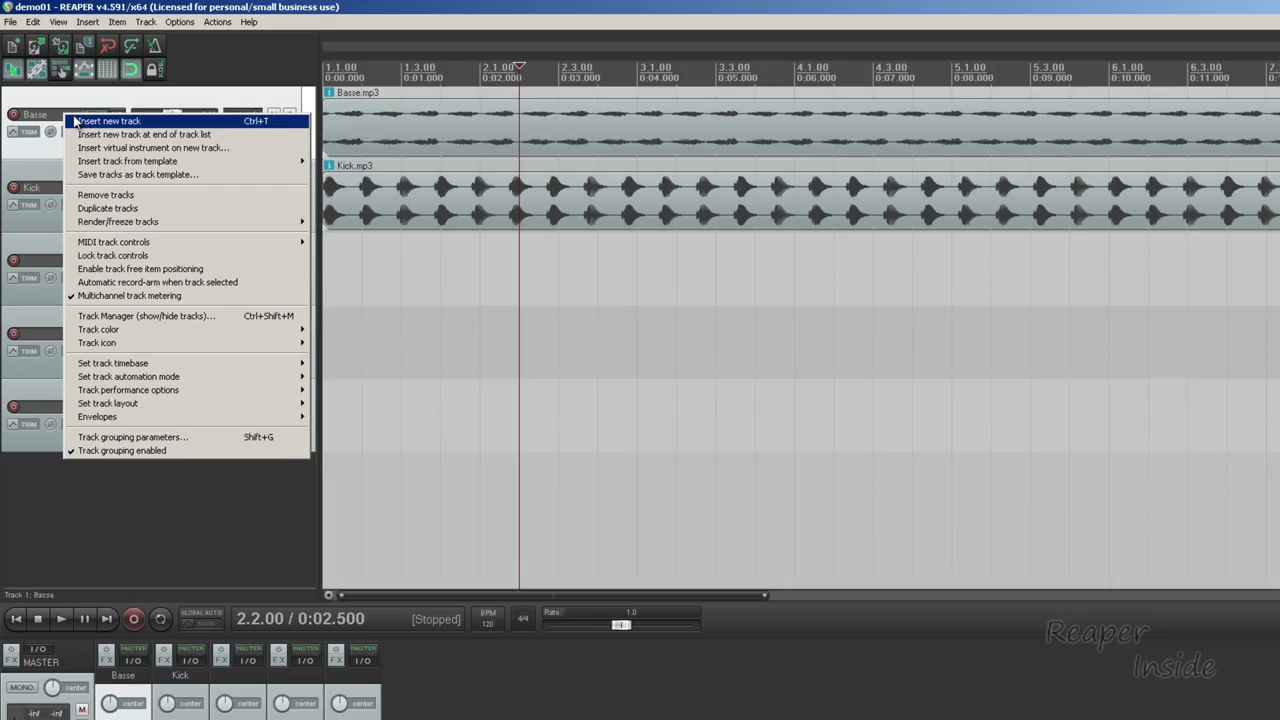 demo01 - REAPER v4.591/x64 (Licensed for personal/small business use)
File Edit View Insert Item Track Options Actions Help
1.1.00 1.3.00 2.1.00 2.3.00 3.1.00 3.3.00 4.1.00 4.3.00 5.1.00 5.3.00 6.1.00 6.3.00
0:00.000 0:01.000 0:02.000 0:03.000 0:04.000 0:05.000 0:06.000 0:07.000 0:08.000 0:09.000 0:10.000 0:11.000
Basse.mp3
Kick.mp3
Basse
TRIM
Kick
TRIM
TRIM
TRIM
TRIM
Insert new track Ctrl+T
Insert new track at end of track list
Insert virtual instrument on new track...
Insert track from template
Save tracks as track template...
Remove tracks
Duplicate tracks
Render/freeze tracks
MIDI track controls
Lock track controls
Enable track free item positioning
Automatic record-arm when track selected
Multichannel track metering
Track Manager (show/hide tracks)... Ctrl+Shift+M
Track color
Track icon
Set track timebase
Set track automation mode
Track performance options
Set track layout
Envelopes
Track grouping parameters... Shift+G
Track grouping enabled
Track 1: Basse
GLOBAL AUTO
NONE
2.2.00 / 0:02.500 [Stopped]
BPM
120
4/4
Rate: 1.0
Reaper
Inside
FX I/O
MASTER
MONO center
-inf -inf M
FX MASTER I/O
Basse
center
FX MASTER I/O
Kick
center
FX MASTER I/O
center
FX MASTER I/O
center
FX MASTER I/O
center